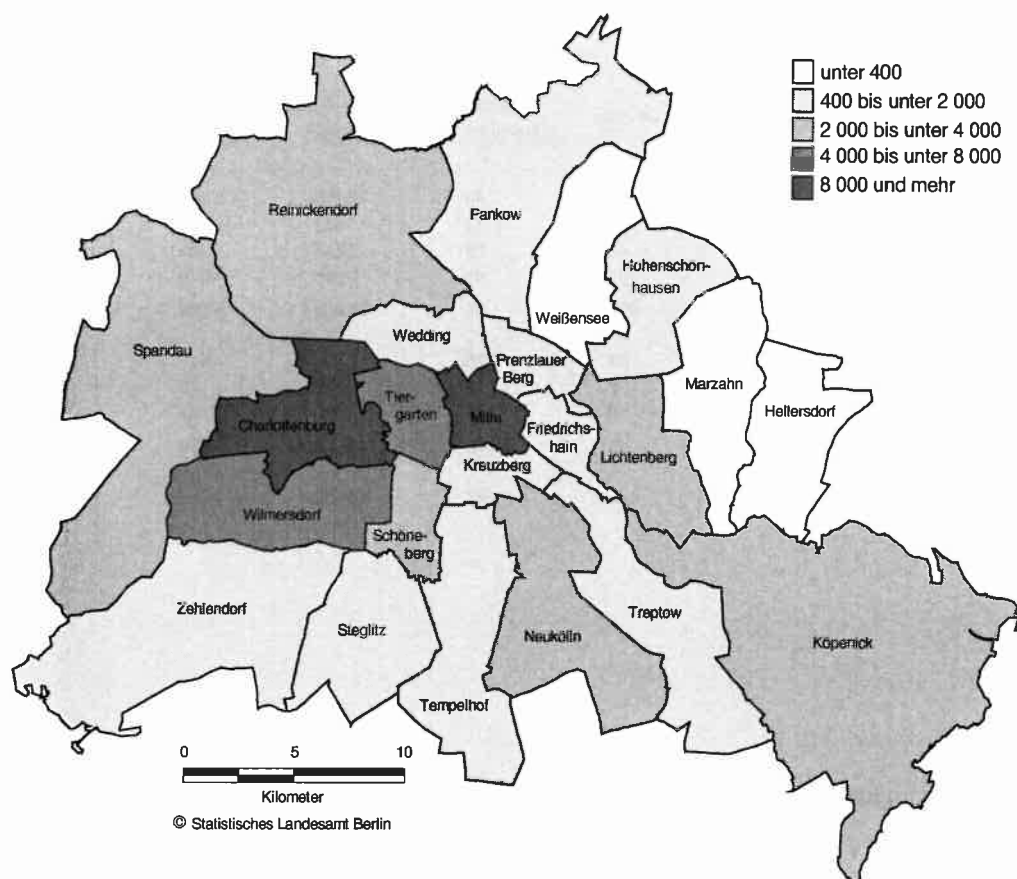 unter 400
400 bis unter 2 000
2 000 bis unter 4 000
4 000 bis unter 8 000
8 000 und mehr
Reinickendorf
Pankow
Hohenschön-
hausen
Weißensee
Wedding
Spandau
Prenzlauer
Berg
Marzahn
Hellersdorf
Tier-
garten
Mitte
Charlottenburg
Friedrichs-
hain
Lichtenberg
Kreuzberg
Wilmersdorf
Schöne-
berg
Zehlendorf
Steglitz
Neukölln
Treptow
Köpenick
Tempelhof
0 5 10
Kilometer
© Statistisches Landesamt Berlin